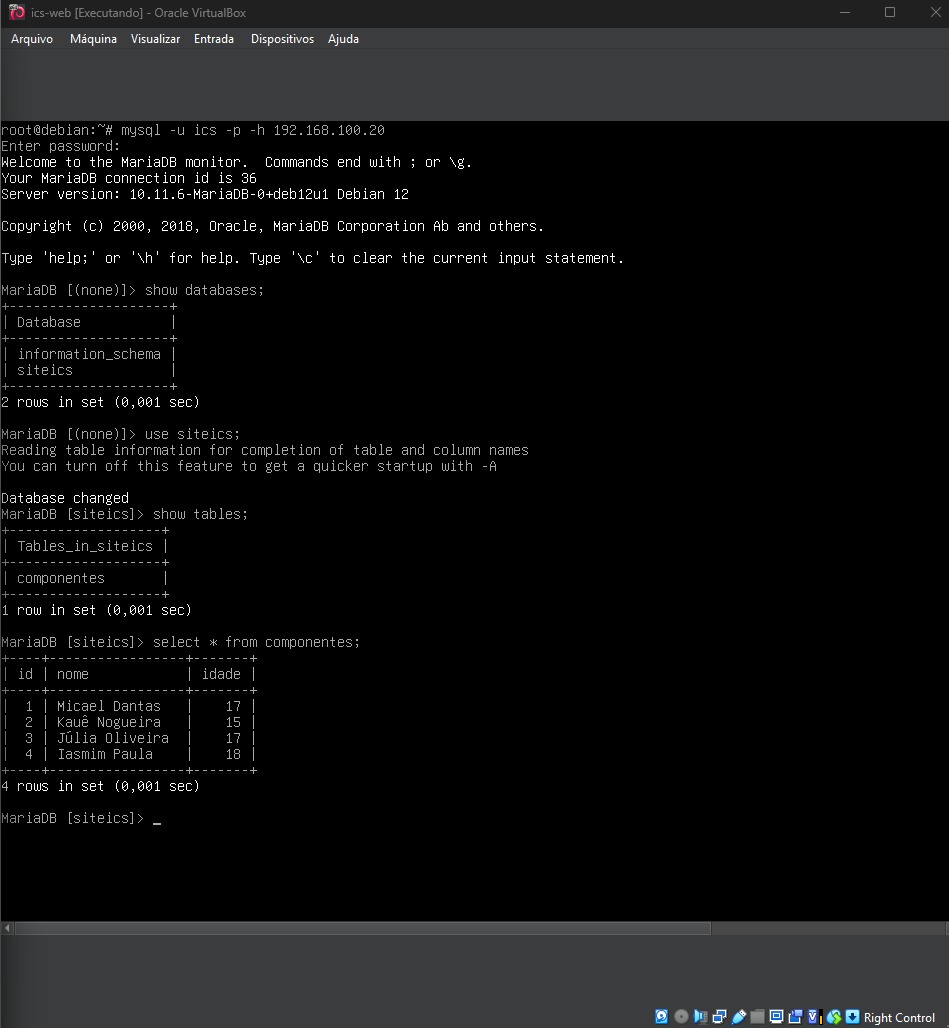 ics-web [Executando] - Oracle VirtualBox
Arquivo Máquina Visualizar Entrada Dispositivos Ajuda
root@debian:~# mysql -u ics -p -h 192.168.100.20
Enter password:
Welcome to the MariaDB monitor.  Commands end with ; or \g.
Your MariaDB connection id is 36
Server version: 10.11.6-MariaDB-0+deb12u1 Debian 12
Copyright (c) 2000, 2018, Oracle, MariaDB Corporation Ab and others.
Type 'help;' or '\h' for help. Type '\c' to clear the current input statement.
MariaDB [(none)]> show databases;
+--------------------+
| Database           |
+--------------------+
| information_schema |
| siteics            |
+--------------------+
2 rows in set (0,001 sec)
MariaDB [(none)]> use siteics;
Reading table information for completion of table and column names
You can turn off this feature to get a quicker startup with -A
Database changed
MariaDB [siteics]> show tables;
+-------------------+
| Tables_in_siteics |
+-------------------+
| componentes       |
+-------------------+
1 row in set (0,001 sec)
MariaDB [siteics]> select * from componentes;
+----+-----------------+-------+
| id | nome            | idade |
+----+-----------------+-------+
|  1 | Micael Dantas   |    17 |
|  2 | Kauê Nogueira   |    15 |
|  3 | Júlia Oliveira  |    17 |
|  4 | Iasmim Paula    |    18 |
+----+-----------------+-------+
4 rows in set (0,001 sec)
MariaDB [siteics]> _
Right Control